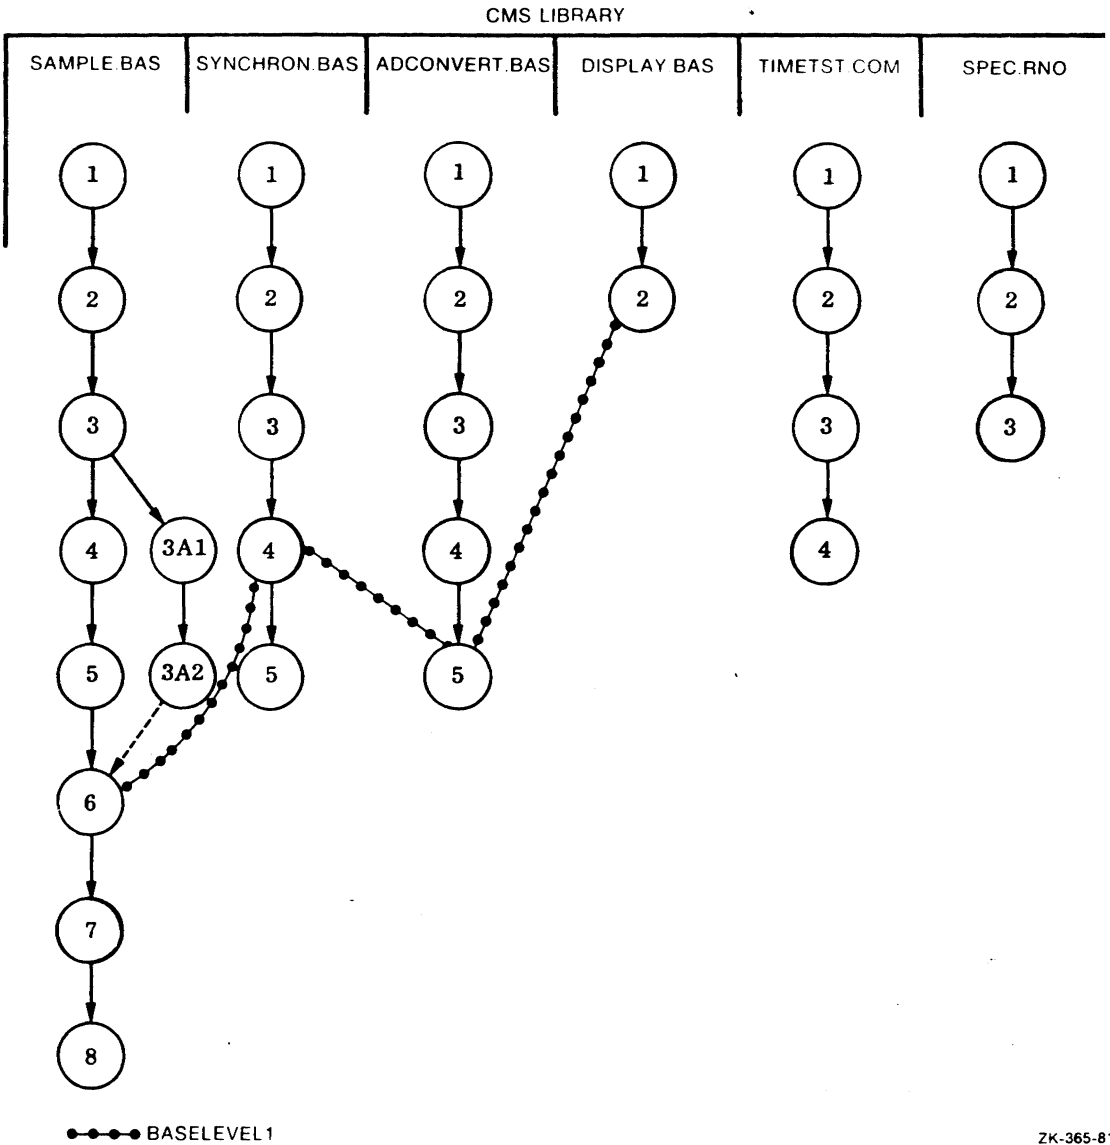 CMS LIBRARY
SAMPLE.BAS SYNCHRON.BAS ADCONVERT.BAS DISPLAY.BAS TIMETST.COM SPEC.RNO
1 1 1 1 1 1
2 2 2 2 2 2
3 3 3 3 3
4 3A1 4 4 4
5 3A2 5 5
6
7
8
BASELEVEL1
ZK-365-81